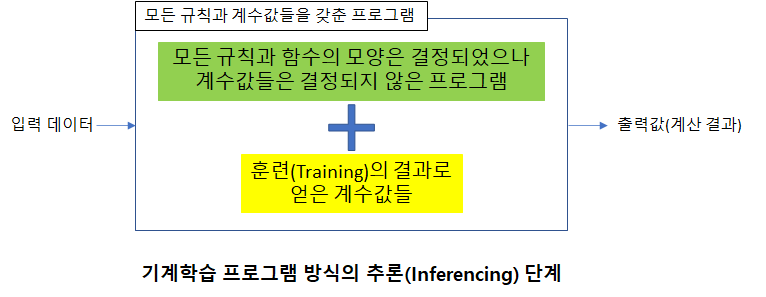 모든 규칙과 계수값들을 갖춘 프로그램
모든 규칙과 함수의 모양은 결정되었으나
계수값들은 결정되지 않은 프로그램
입력 데이터
출력값(계산 결과)
훈련(Training)의 결과로
얻은 계수값들
기계학습 프로그램 방식의 추론(Inferencing) 단계